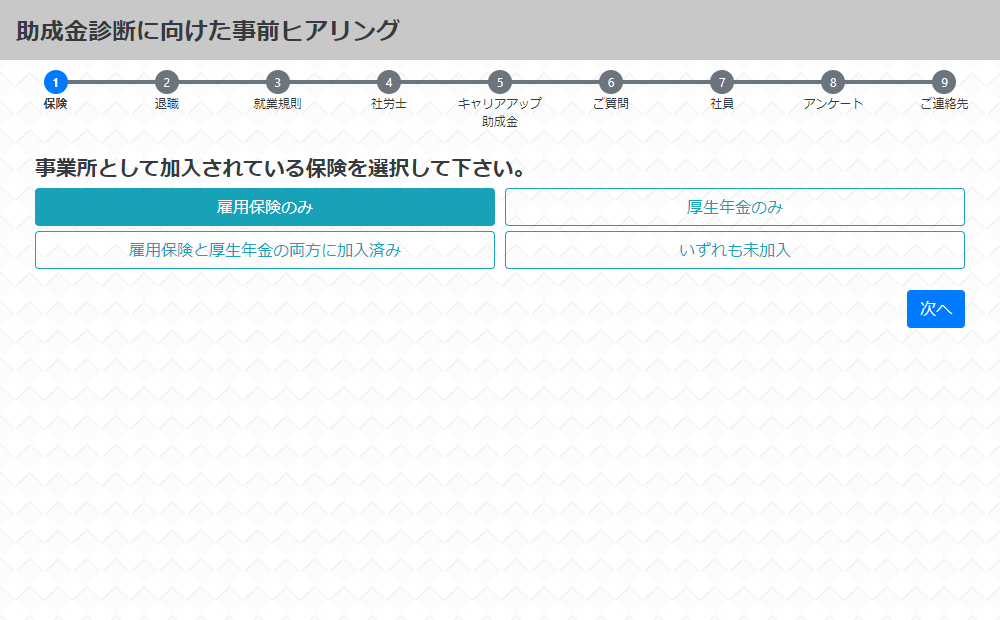 助成金診断に向けた事前ヒアリング
1 2 3 4 5 6 7 8 9
保険 退職 就業規則 社労士 キャリアアップ ご質問 社員 アンケート ご連絡先
助成金
事業所として加入されている保険を選択して下さい。
雇用保険のみ 厚生年金のみ
雇用保険と厚生年金の両方に加入済み いずれも未加入
次へ